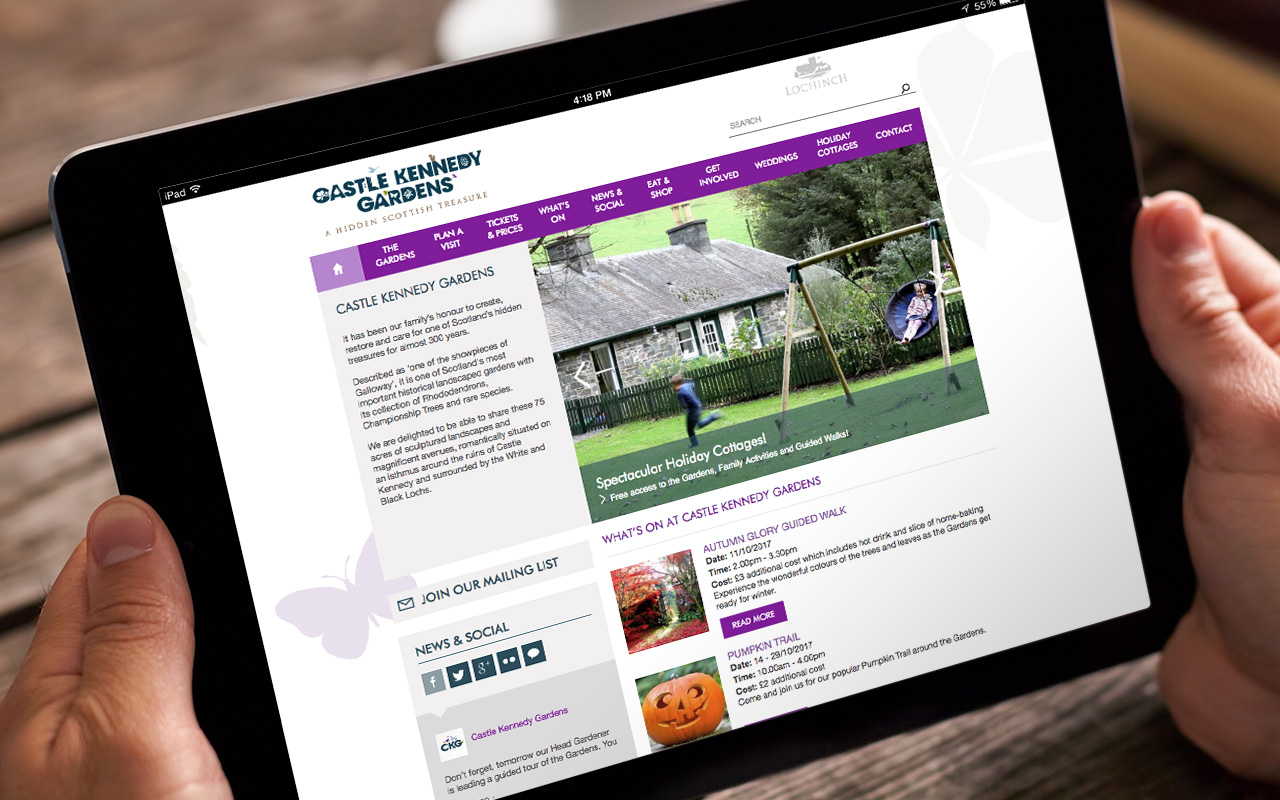 iPad
4:18 PM
55%
LOCHINCH
SEARCH
CASTLE KENNEDY
GARDENS
A HIDDEN SCOTTISH TREASURE
THE
GARDENS
PLAN A
VISIT
TICKETS
& PRICES
WHAT'S
ON
NEWS &
SOCIAL
EAT &
SHOP
GET
INVOLVED
WEDDINGS
HOLIDAY
COTTAGES
CONTACT
CASTLE KENNEDY GARDENS
It has been our family's honour to create,
restore and care for one of Scotland's hidden
treasures for almost 300 years.
Described as 'one of the showpieces of
Galloway', it is one of Scotland's most
important historical landscaped gardens with
its collection of Rhododendrons,
Championship Trees and rare species.
We are delighted to be able to share these 75
acres of sculptured landscapes and
magnificent avenues, romantically situated on
an isthmus around the ruins of Castle
Kennedy and surrounded by the White and
Black Lochs.
Spectacular Holiday Cottages!
Free access to the Gardens, Family Activities and Guided Walks!
JOIN OUR MAILING LIST
NEWS & SOCIAL
f
g+
CKG
Castle Kennedy Gardens
Don't forget, tomorrow our Head Gardener
is leading a guided tour of the Gardens. You
WHAT'S ON AT CASTLE KENNEDY GARDENS
AUTUMN GLORY GUIDED WALK
Date: 11/10/2017
Time: 2.00pm - 3.30pm
Cost: £3 additional cost which includes hot drink and slice of home-baking
Experience the wonderful colours of the trees and leaves as the Gardens get
ready for winter.
READ MORE
PUMPKIN TRAIL
Date: 14 - 29/10/2017
Time: 10.00am - 4.00pm
Cost: £2 additional cost
Come and join us for our popular Pumpkin Trail around the Gardens.